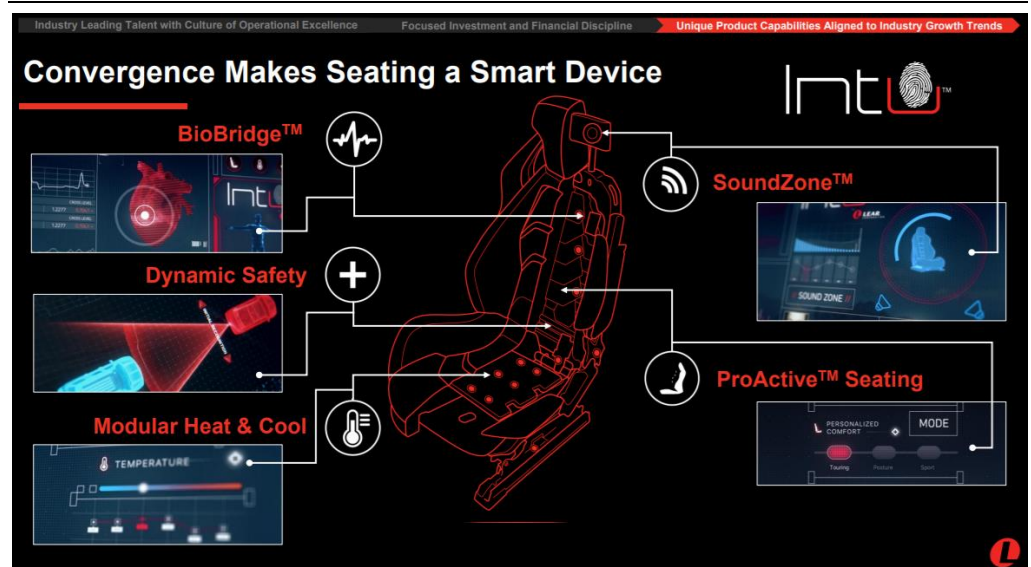 Industry Leading Talent with Culture of Operational Excellence
Focused Investment and Financial Discipline
Unique Product Capabilities Aligned to Industry Growth Trends
Convergence Makes Seating a Smart Device
Intu™
BioBridge™
Intu
SoundZone™
LEAR
SOUND ZONE
Dynamic Safety
ProActive™ Seating
PERSONALIZED
COMFORT
MODE
Touring Posture Sport
Modular Heat & Cool
TEMPERATURE